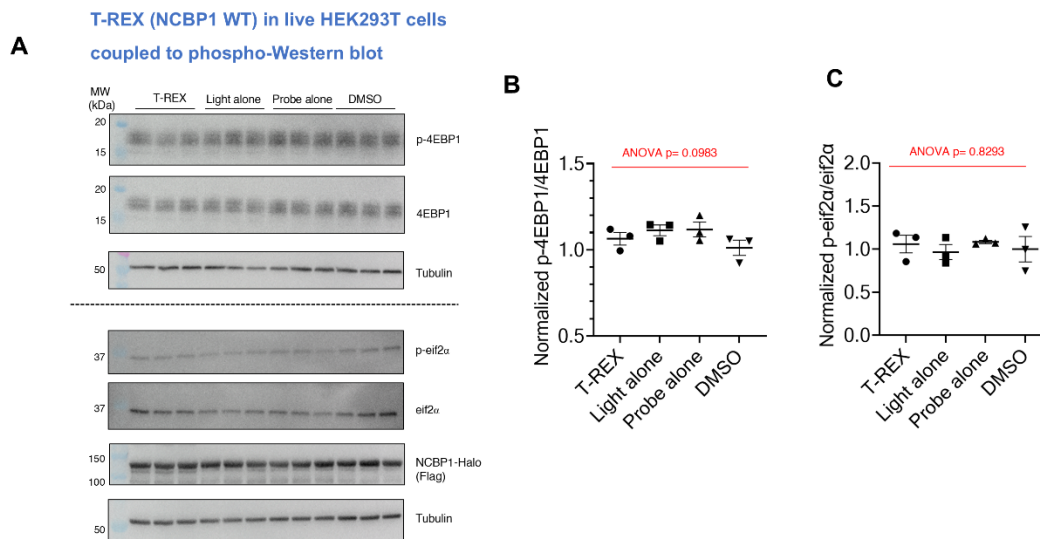 T-REX (NCBP1 WT) in live HEK293T cells
coupled to phospho-Western blot
A
MW
(kDa)
T-REX
Light alone
Probe alone
DMSO
20
15
p-4EBP1
20
15
4EBP1
50
Tubulin
37
p-eif2α
37
eif2α
150
100
NCBP1-Halo
(Flag)
50
Tubulin
B
ANOVA p= 0.0983
Normalized p-4EBP1/4EBP1
1.5
1.0
0.5
T-REX
Light alone
Probe alone
DMSO
C
ANOVA p= 0.8293
Normalized p-eif2α/eif2α
2.0
1.5
1.0
0.5
0.0
T-REX
Light alone
Probe alone
DMSO